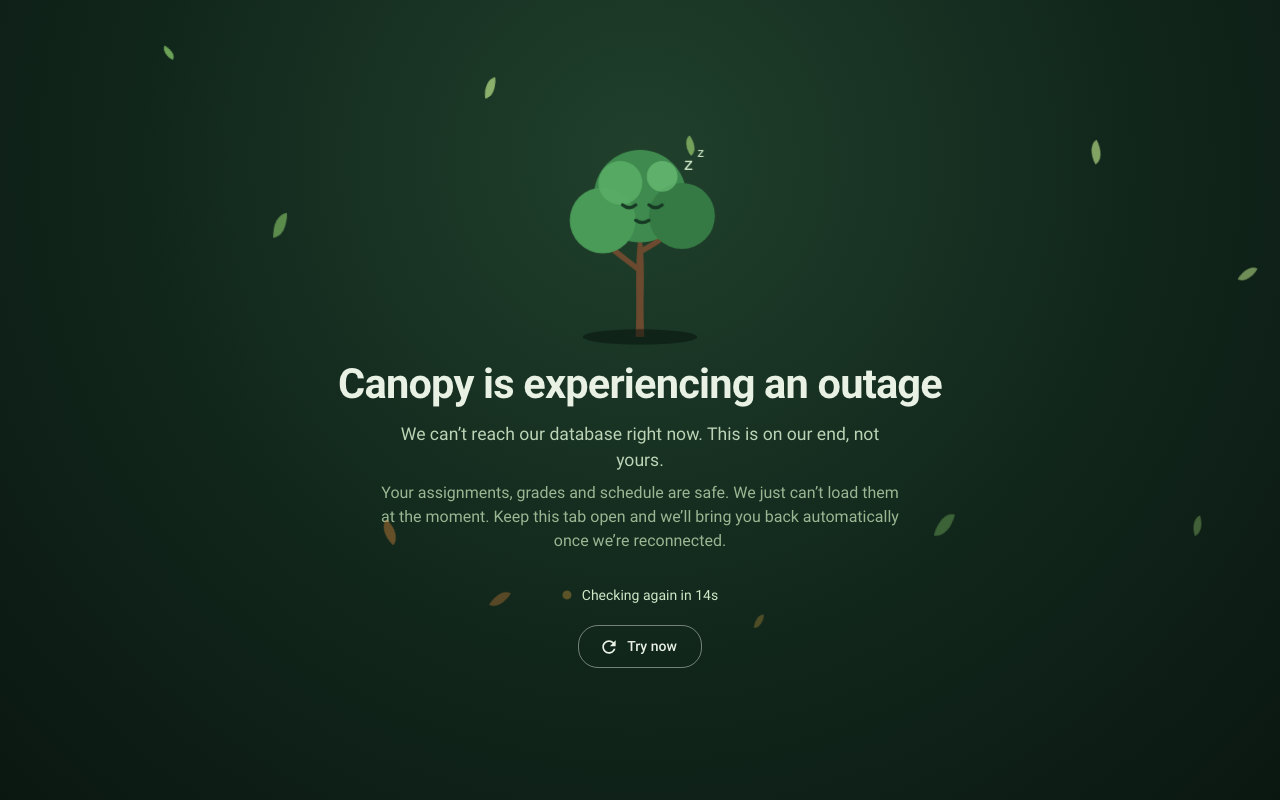 z
z
Canopy is experiencing an outage
We can’t reach our database right now. This is on our end, not
yours.
Your assignments, grades and schedule are safe. We just can’t load them
at the moment. Keep this tab open and we’ll bring you back automatically
once we’re reconnected.
Checking again in 14s
Try now